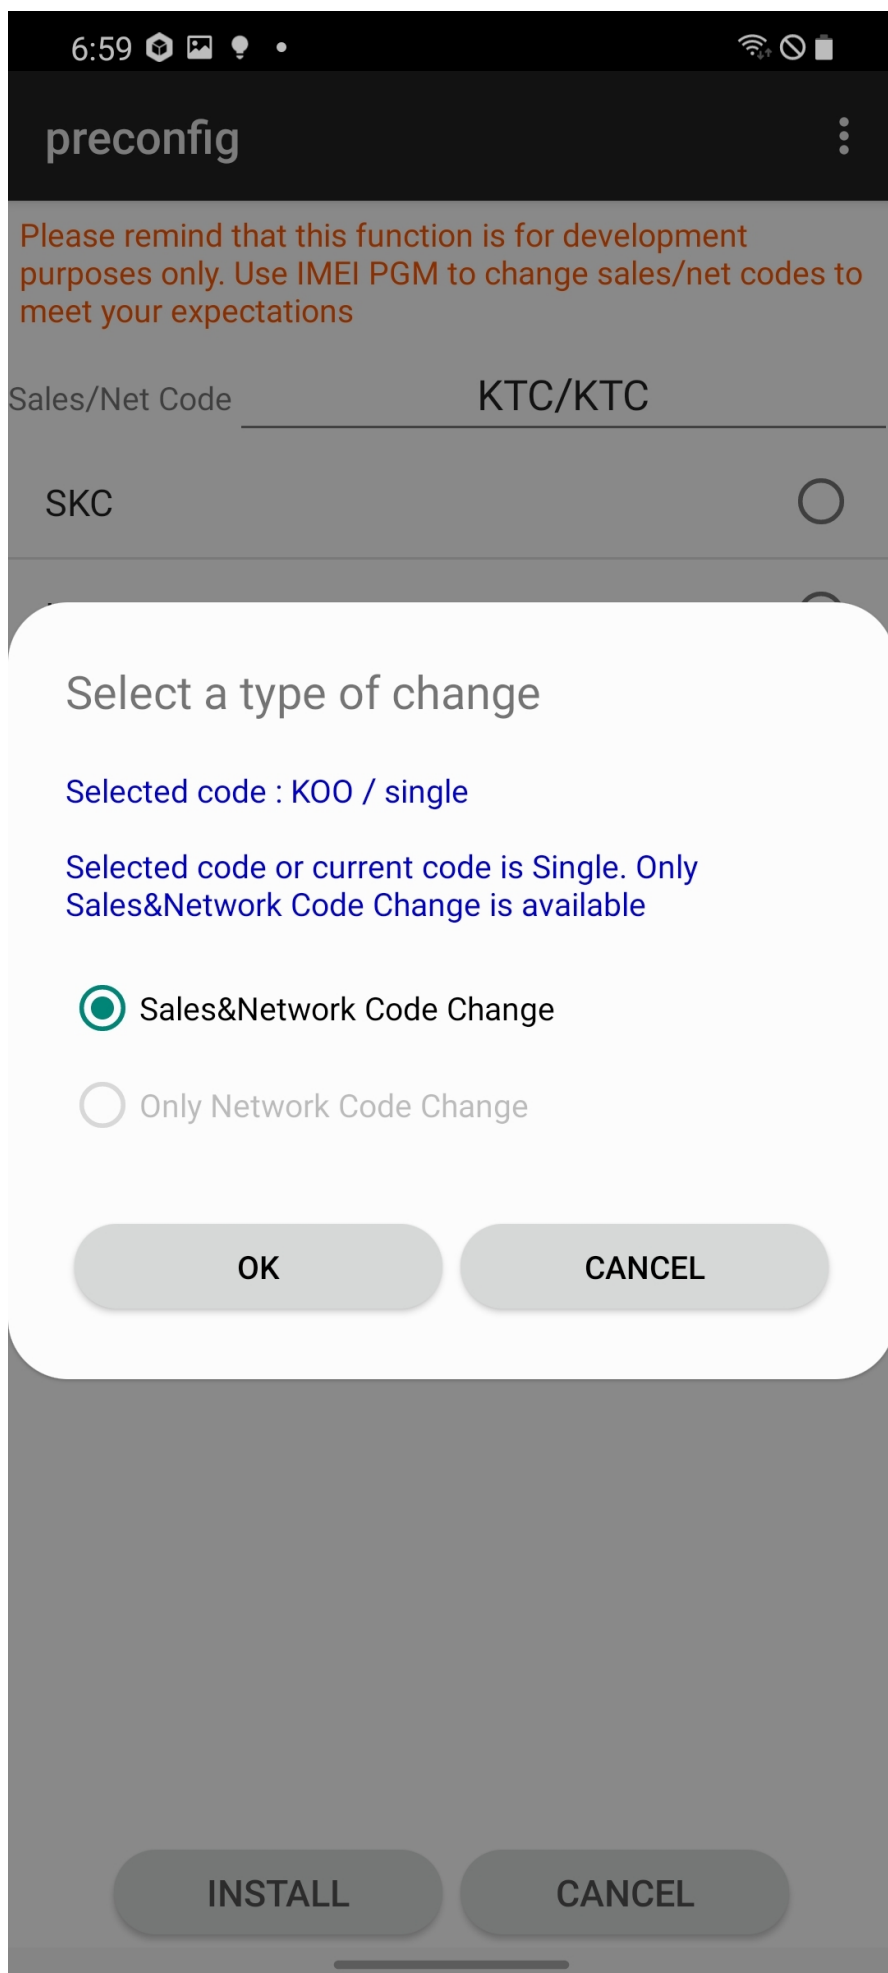 6:59
preconfig
Please remind that this function is for development
purposes only. Use IMEI PGM to change sales/net codes to
meet your expectations
Sales/Net Code KTC/KTC
SKC
Select a type of change
Selected code : KOO / single
Selected code or current code is Single. Only
Sales&Network Code Change is available
Sales&Network Code Change
Only Network Code Change
OK CANCEL
INSTALL CANCEL